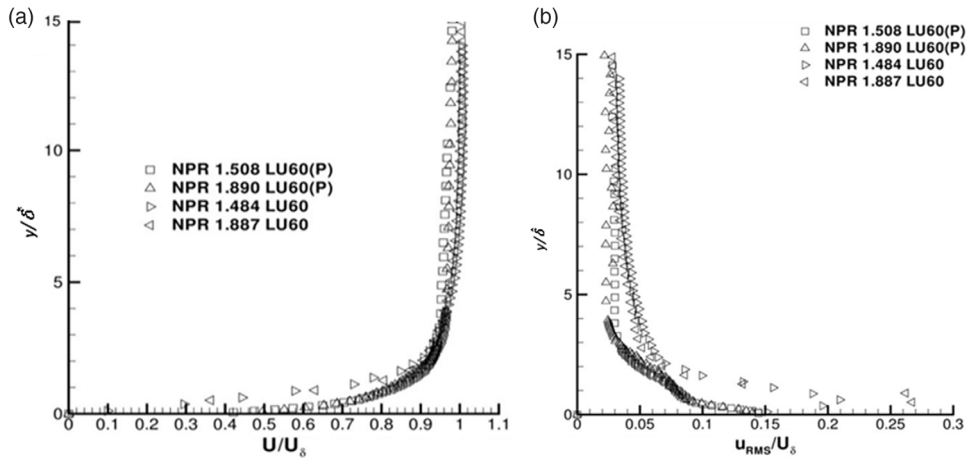 (a)
15
10
5
0
y/δ*
NPR 1.508 LU60(P)
NPR 1.890 LU60(P)
NPR 1.484 LU60
NPR 1.887 LU60
0 0.1 0.2 0.3 0.4 0.5 0.6 0.7 0.8 0.9 1 1.1
U/Uδ
(b)
NPR 1.508 LU60(P)
NPR 1.890 LU60(P)
NPR 1.484 LU60
NPR 1.887 LU60
15
10
5
0
0 0.05 0.1 0.15 0.2 0.25 0.3
uRMS/Uδ